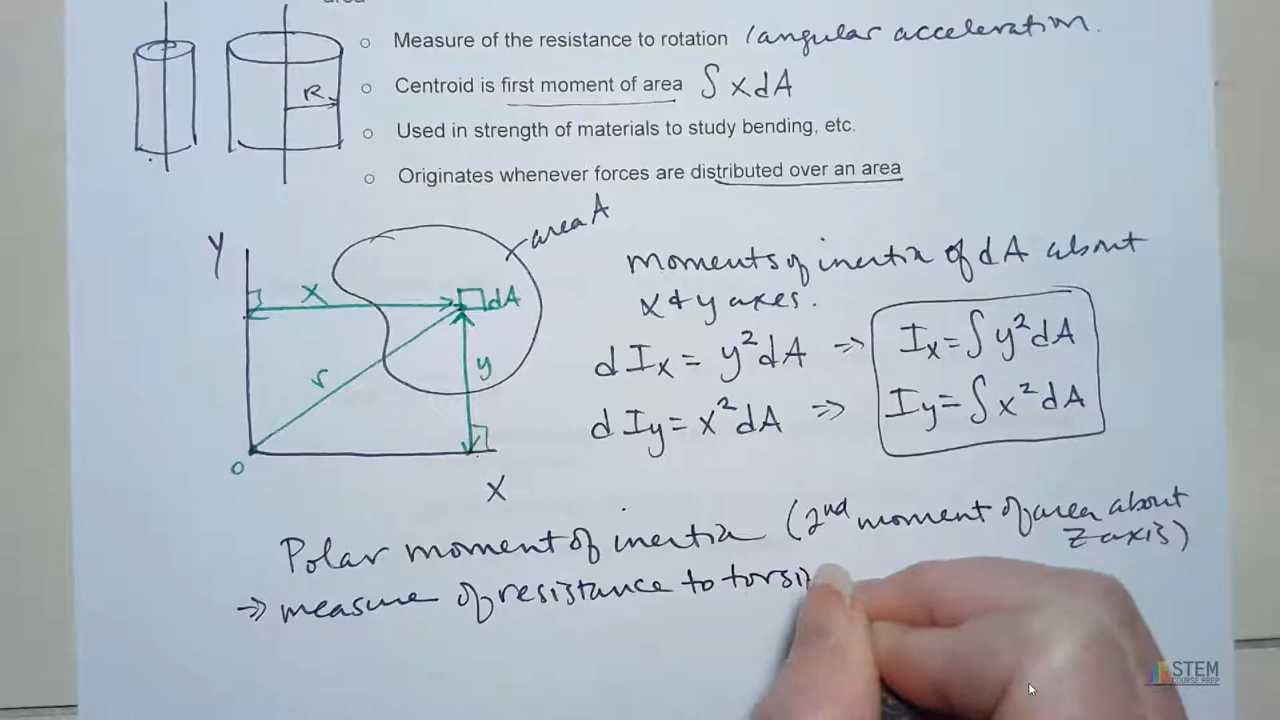 area
Measure of the resistance to rotation / angular acceleration.
R
Centroid is first moment of area ∫ x dA
Used in strength of materials to study bending, etc.
Originates whenever forces are distributed over an area
area A
Y
moments of inertia of dA about
x & y axes.
x
dA
dIx = y²dA ⇒ Ix = ∫ y²dA
r
y
dIy = x²dA ⇒ Iy = ∫ x²dA
O
X
Polar moment of inertia (2nd moment of area about
z axis)
⇒ measure of resistance to torsi
STEM
COURSE PREP